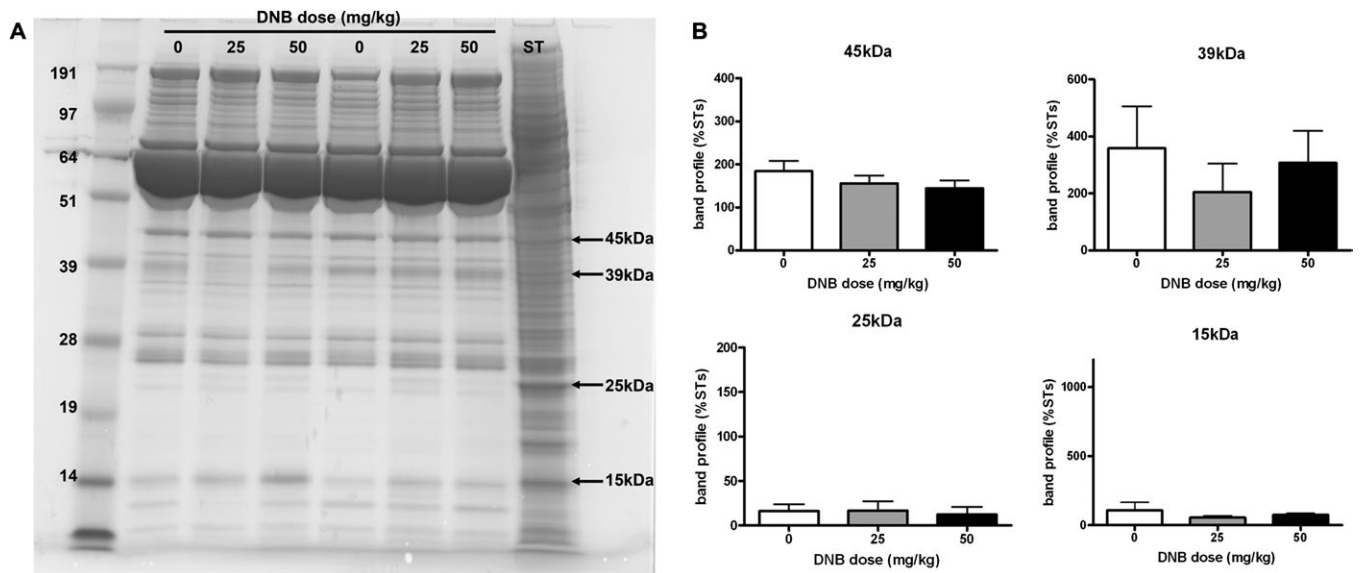 A
DNB dose (mg/kg)
0 25 50 0 25 50 ST
191
97
64
51
39
28
19
14
45kDa
39kDa
25kDa
15kDa
B
45kDa
band profile (%STs)
400
300
200
100
0
0 25 50
DNB dose (mg/kg)
39kDa
band profile (%STs)
600
400
200
0
0 25 50
DNB dose (mg/kg)
25kDa
band profile (%STs)
200
150
100
50
0
0 25 50
DNB dose (mg/kg)
15kDa
band profile (%STs)
1000
500
0
0 25 50
DNB dose (mg/kg)